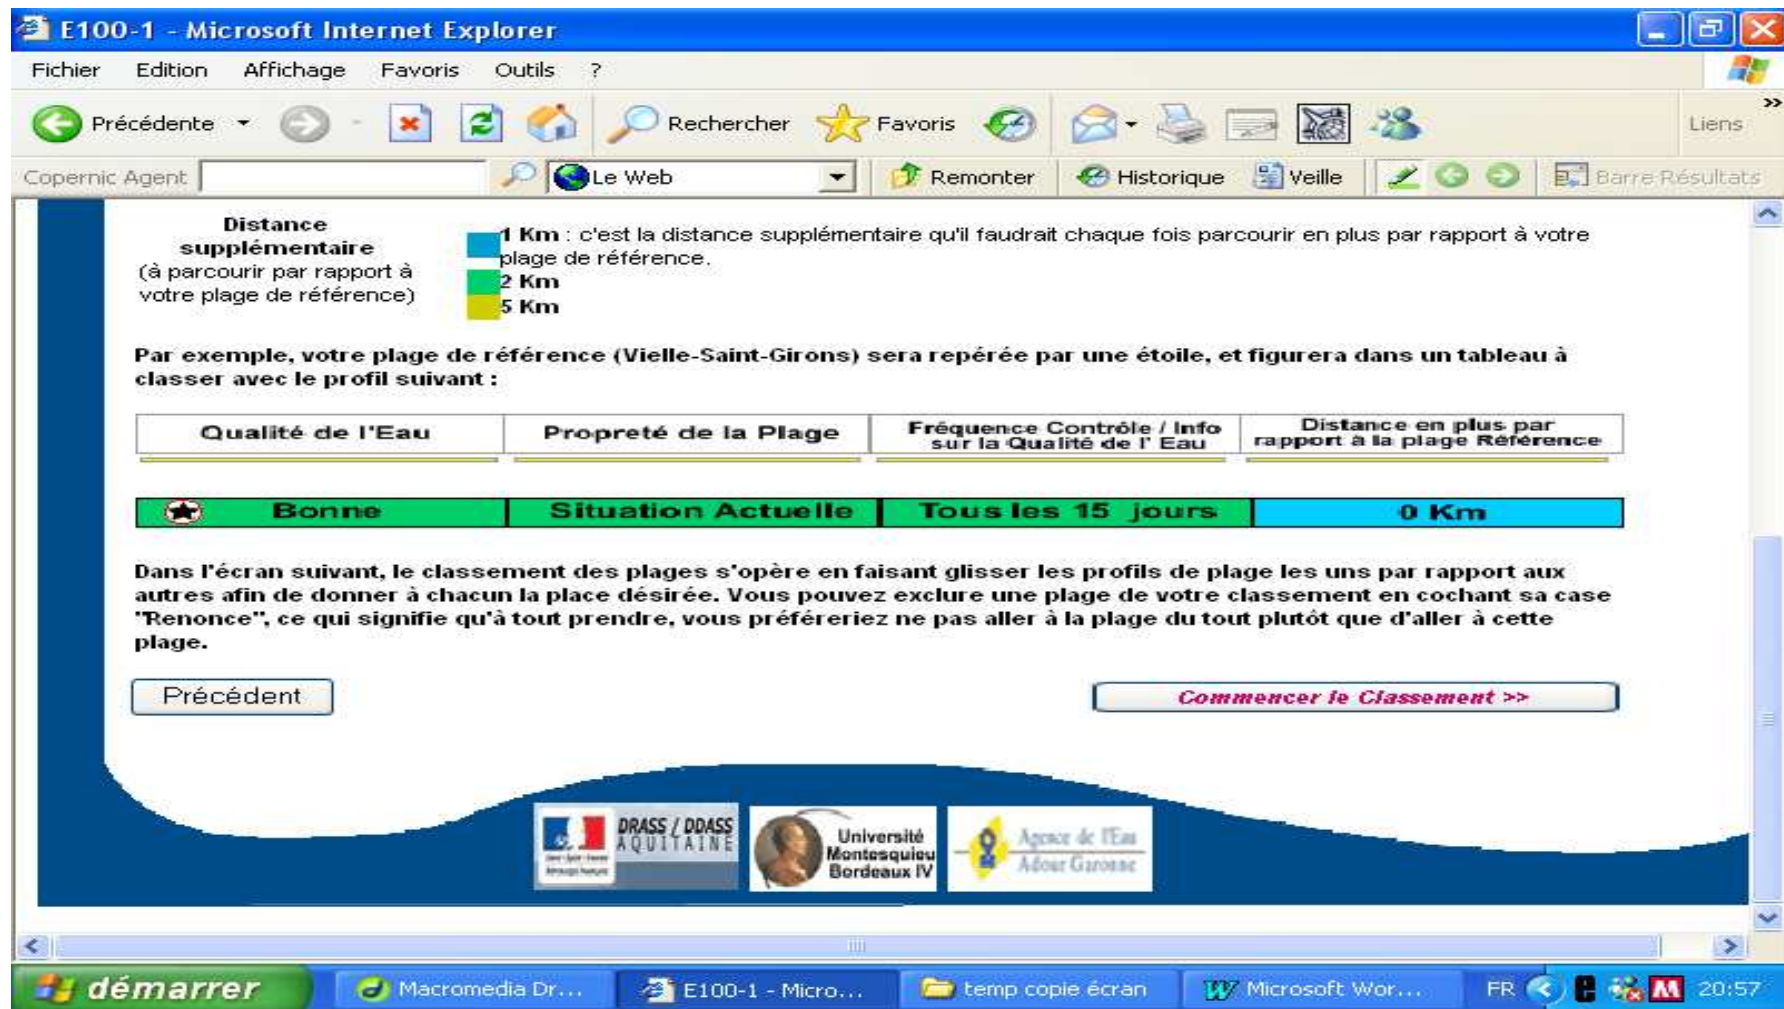 E100-1 - Microsoft Internet Explorer
Fichier Edition Affichage Favoris Outils ?
Précédente Rechercher Favoris Liens »
Copernic Agent Le Web Remonter Historique Veille Barre Résultats
Distance
supplémentaire
(à parcourir par rapport à
votre plage de référence)
1 Km : c'est la distance supplémentaire qu'il faudrait chaque fois parcourir en plus par rapport à votre
plage de référence.
2 Km
5 Km
Par exemple, votre plage de référence (Vielle-Saint-Girons) sera repérée par une étoile, et figurera dans un tableau à
classer avec le profil suivant :
Qualité de l'Eau
Propreté de la Plage
Fréquence Contrôle / Info
sur la Qualité de l' Eau
Distance en plus par
rapport à la plage Référence
Bonne Situation Actuelle Tous les 15 jours 0 Km
Dans l'écran suivant, le classement des plages s'opère en faisant glisser les profils de plage les uns par rapport aux
autres afin de donner à chacun la place désirée. Vous pouvez exclure une plage de votre classement en cochant sa case
"Renonce", ce qui signifie qu'à tout prendre, vous préféreriez ne pas aller à la plage du tout plutôt que d'aller à cette
plage.
Précédent Commencer le Classement >>
DRASS / DDASS
AQUITAINE
Université
Montesquieu
Bordeaux IV
Agence de l'Eau
Adour Garonne
démarrer Macromedia Dr... E100-1 - Micro... temp copie écran Microsoft Wor... FR 20:57